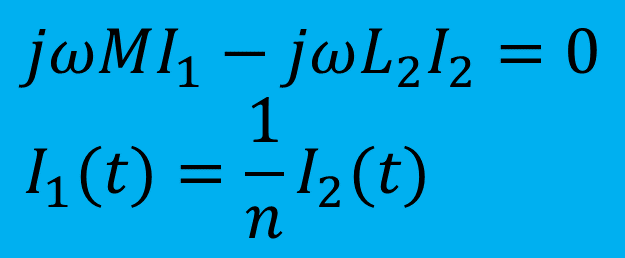 jωMI₁ − jωL₂I₂ = 0
I₁(t) = 1/n I₂(t)